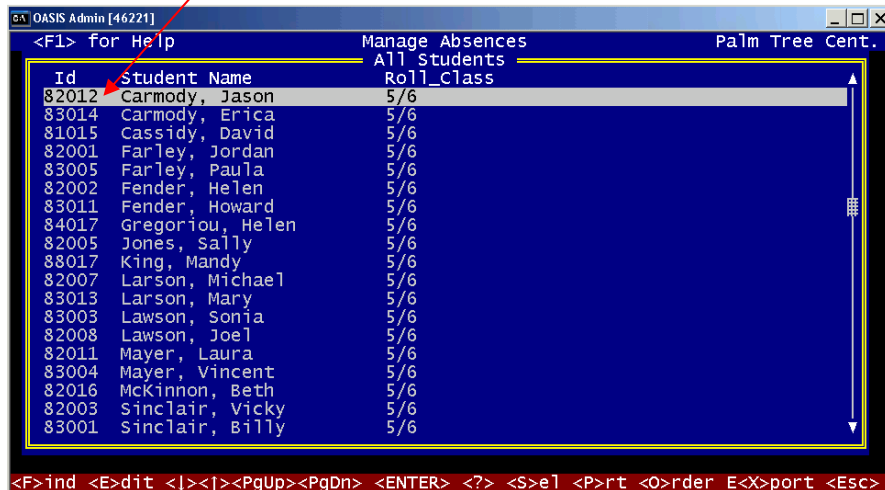 OASIS Admin [46221]
<F1> for Help Manage Absences Palm Tree Cent.
All Students
Id Student Name Roll_Class
82012 Carmody, Jason 5/6
83014 Carmody, Erica 5/6
81015 Cassidy, David 5/6
82001 Farley, Jordan 5/6
83005 Farley, Paula 5/6
82002 Fender, Helen 5/6
83011 Fender, Howard 5/6
84017 Gregoriou, Helen 5/6
82005 Jones, Sally 5/6
88017 King, Mandy 5/6
82007 Larson, Michael 5/6
83013 Larson, Mary 5/6
83003 Lawson, Sonia 5/6
82008 Lawson, Joel 5/6
82011 Mayer, Laura 5/6
83004 Mayer, Vincent 5/6
82016 McKinnon, Beth 5/6
82003 Sinclair, Vicky 5/6
83001 Sinclair, Billy 5/6
<F>ind <E>dit <↓><↑><PgUp><PgDn> <ENTER> <?> <S>el <P>rt <O>rder E<X>port <Esc>